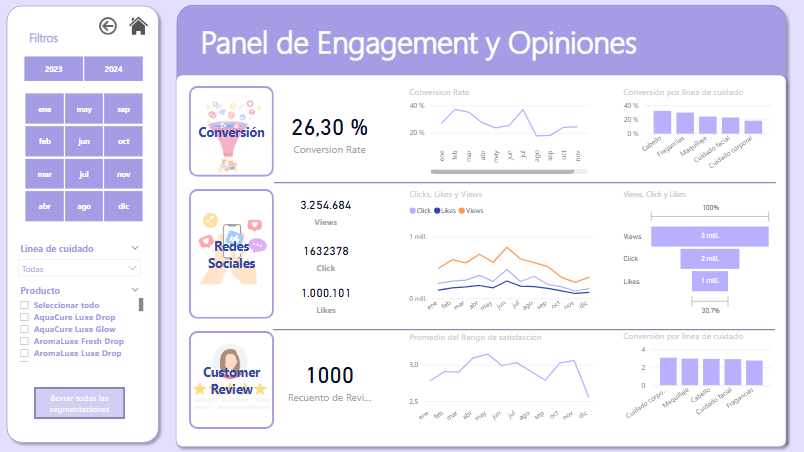 Filtros
2023 2024
ene may sep
feb jun oct
mar jul nov
abr ago dic
Linea de cuidado
Todas
Producto
Seleccionar todo
AquaCure Luxe Drop
AquaCure Luxe Glow
AromaLuxe Fresh Drop
AromaLuxe Luxe Drop
Borrar todas las
segmentaciones
Panel de Engagement y Opiniones
Conversión
26,30 %
Conversion Rate
Conversion Rate
40 %
20 %
ene feb mar abr may jun jul ago sep oct nov
Conversión por linea de cuidado
40 %
20 %
0 %
Cabello Fragancias Maquillaje Cuidado facial Cuidado corporal
Redes
Sociales
3.254.684
Views
1632378
Click
1.000.101
Likes
Clicks, Likes y Views
Click Likes Views
1 mill.
0 mill.
ene feb mar abr may jun jul ago sep oct nov dic
Views, Click y Likes
100%
Views 3 mill.
Click 2 mill.
Likes 1 mill.
30.7%
Customer
Review
1000
Recuento de Revi...
Promedio del Rango de satisfacción
3,0
2,5
ene feb mar abr may jun jul ago sep oct nov dic
Conversión por linea de cuidado
4
2
0
Cuidado corpo... Maquillaje Cabello Cuidado facial Fragancias